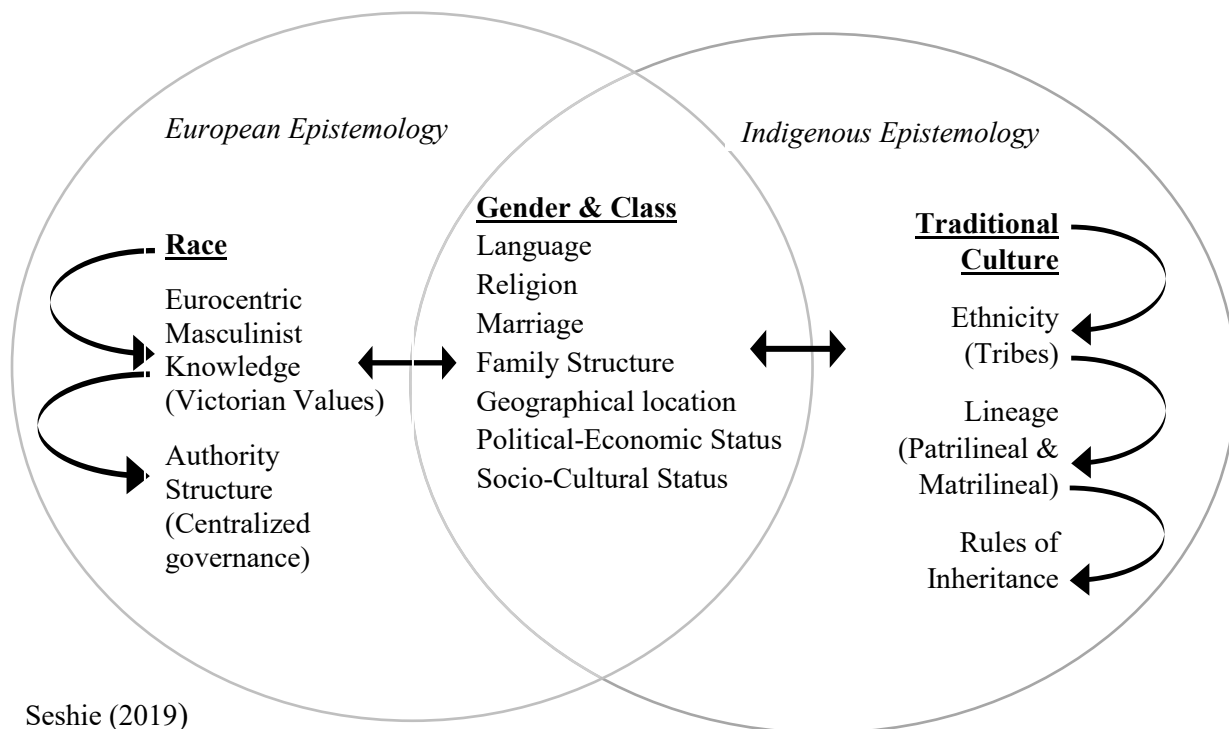 European Epistemology
Indigenous Epistemology
Race
Eurocentric
Masculinist
Knowledge
(Victorian Values)
Authority
Structure
(Centralized
governance)
Gender & Class
Language
Religion
Marriage
Family Structure
Geographical location
Political-Economic Status
Socio-Cultural Status
Traditional
Culture
Ethnicity
(Tribes)
Lineage
(Patrilineal &
Matrilineal)
Rules of
Inheritance
Seshie (2019)